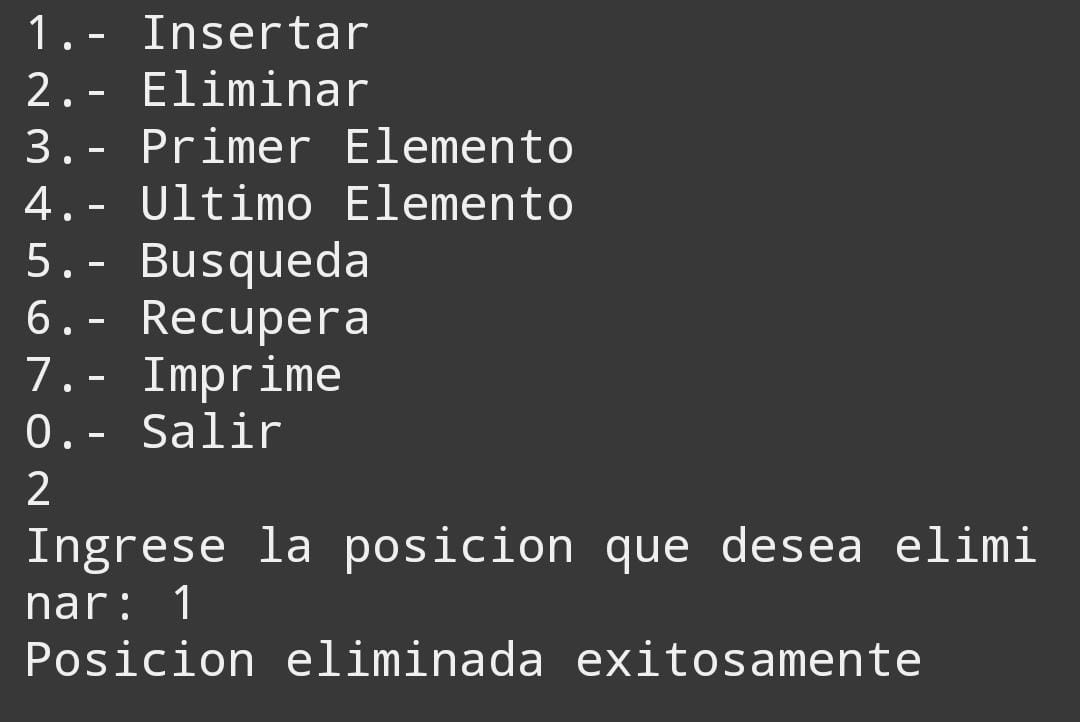 1.- Insertar
2.- Eliminar
3.- Primer Elemento
4.- Ultimo Elemento
5.- Busqueda
6.- Recupera
7.- Imprime
0.- Salir
2
Ingrese la posicion que desea elimi
nar: 1
Posicion eliminada exitosamente